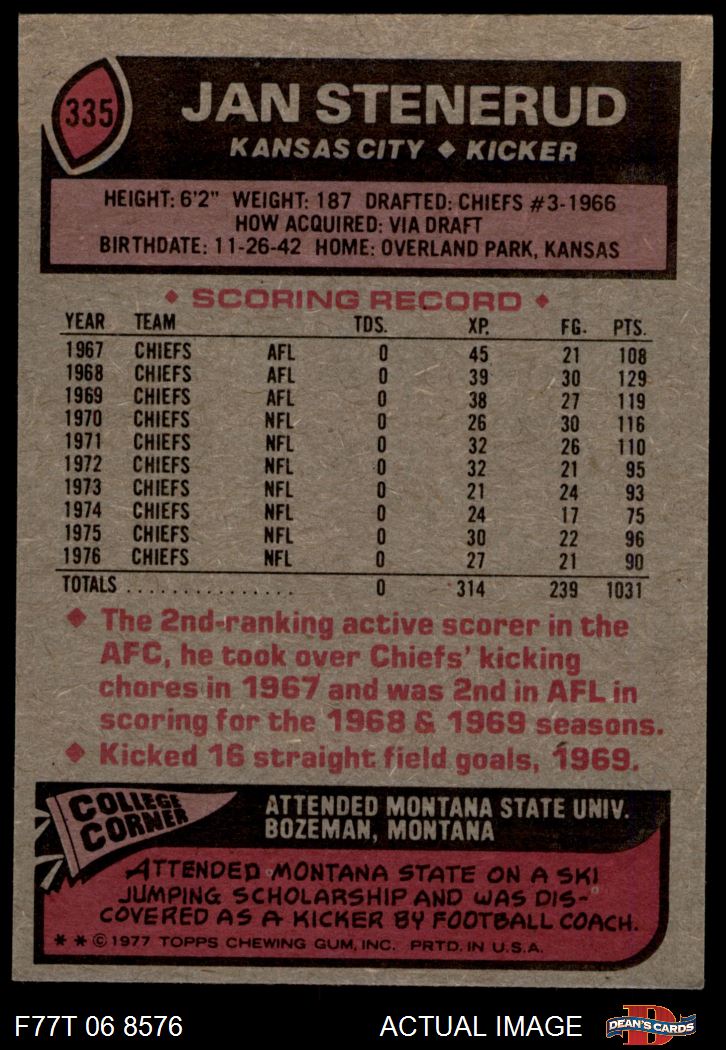 335
JAN STENERUD
KANSAS CITY ◆ KICKER
HEIGHT: 6'2" WEIGHT: 187 DRAFTED: CHIEFS #3-1966
HOW ACQUIRED: VIA DRAFT
BIRTHDATE: 11-26-42 HOME: OVERLAND PARK, KANSAS
◆ SCORING RECORD ◆
YEAR TEAM TDS. XP. FG. PTS.
1967 CHIEFS AFL 0 45 21 108
1968 CHIEFS AFL 0 39 30 129
1969 CHIEFS AFL 0 38 27 119
1970 CHIEFS NFL 0 26 30 116
1971 CHIEFS NFL 0 32 26 110
1972 CHIEFS NFL 0 32 21 95
1973 CHIEFS NFL 0 21 24 93
1974 CHIEFS NFL 0 24 17 75
1975 CHIEFS NFL 0 30 22 96
1976 CHIEFS NFL 0 27 21 90
TOTALS ............... 0 314 239 1031
◆ The 2nd-ranking active scorer in the
AFC, he took over Chiefs' kicking
chores in 1967 and was 2nd in AFL in
scoring for the 1968 & 1969 seasons.
◆ Kicked 16 straight field goals, 1969.
COLLEGE
CORNER
ATTENDED MONTANA STATE UNIV.
BOZEMAN, MONTANA
ATTENDED MONTANA STATE ON A SKI
JUMPING SCHOLARSHIP AND WAS DIS-
COVERED AS A KICKER BY FOOTBALL COACH.
* * © 1977 TOPPS CHEWING GUM, INC. PRTD. IN U.S.A.
F77T 06 8576 ACTUAL IMAGE
D
DEAN'S CARDS